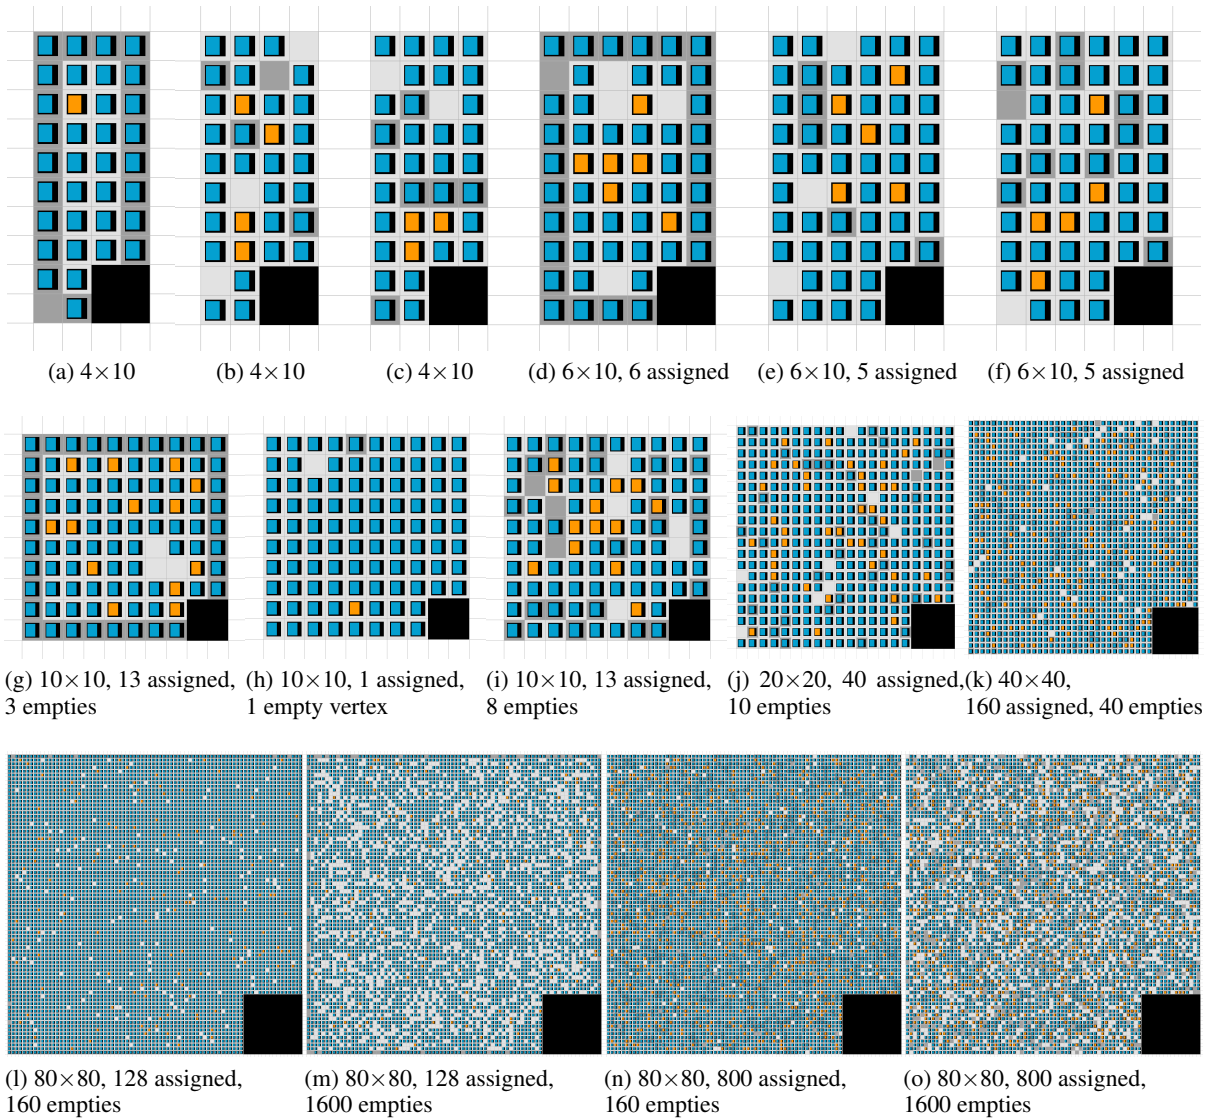 (a) 4×10
(b) 4×10
(c) 4×10
(d) 6×10, 6 assigned
(e) 6×10, 5 assigned
(f) 6×10, 5 assigned
(g) 10×10, 13 assigned,
3 empties
(h) 10×10, 1 assigned,
1 empty vertex
(i) 10×10, 13 assigned,
8 empties
(j) 20×20, 40 assigned,
10 empties
(k) 40×40,
160 assigned, 40 empties
(l) 80×80, 128 assigned,
160 empties
(m) 80×80, 128 assigned,
1600 empties
(n) 80×80, 800 assigned,
160 empties
(o) 80×80, 800 assigned,
1600 empties